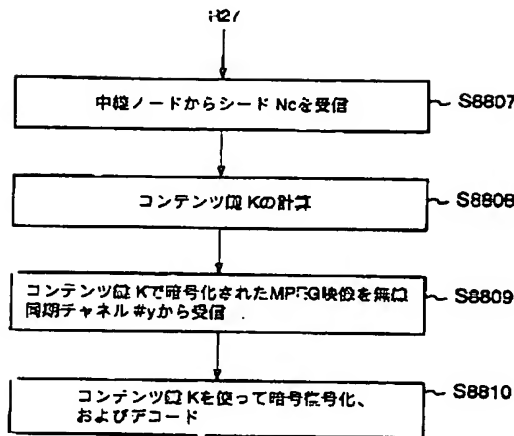 中継ノードからシード Ncを受信
S8807
コンテンツ鍵 Kの計算
S8808
コンテンツ鍵 Kで暗号化されたMPEG映像を無線
同期チャネル #yから受信
S8809
コンテンツ鍵 Kを使って暗号復号化、
およびデコード
S8810